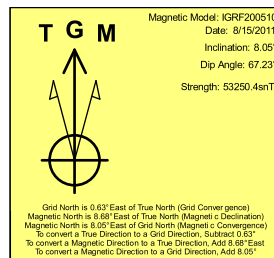 T G M
Magnetic Model: IGRF200510
Date: 8/15/2011
Inclination: 8.05°
Dip Angle: 67.23°
Strength: 53250.4snT
Grid North is 0.63° East of True North (Grid Convergence)
Magnetic North is 8.68° East of True North (Magnetic Declination)
Magnetic North is 8.05° East of Grid North (Magnetic Convergence)
To convert a True Direction to a Grid Direction, Subtract 0.63°
To convert a Magnetic Direction to a True Direction, Add 8.68° East
To convert a Magnetic Direction to a Grid Direction, Add 8.05°